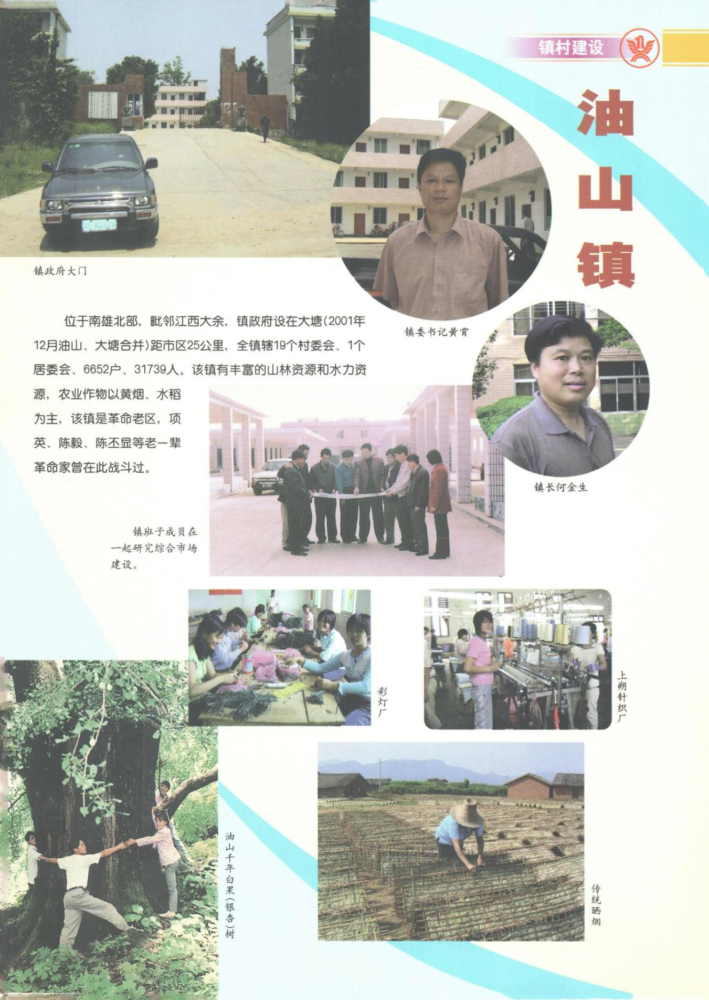 镇村建设
油山镇
镇政府大门
镇委书记黄霄
位于南雄北部，毗邻江西大余，镇政府设在大塘(2001年
12月油山、大塘合并)距市区25公里，全镇辖19个村委会、1个
居委会、6652户、31739人。该镇有丰富的山林资源和水力资
源，农业作物以黄烟、水稻
为主，该镇是革命老区，项
英、陈毅、陈丕显等老一辈
革命家曾在此战斗过。
镇长何金生
镇班子成员在
一起研究综合市场
建设。
彩灯厂
上朔针织厂
油山千年白果(银杏)树
传统晒烟